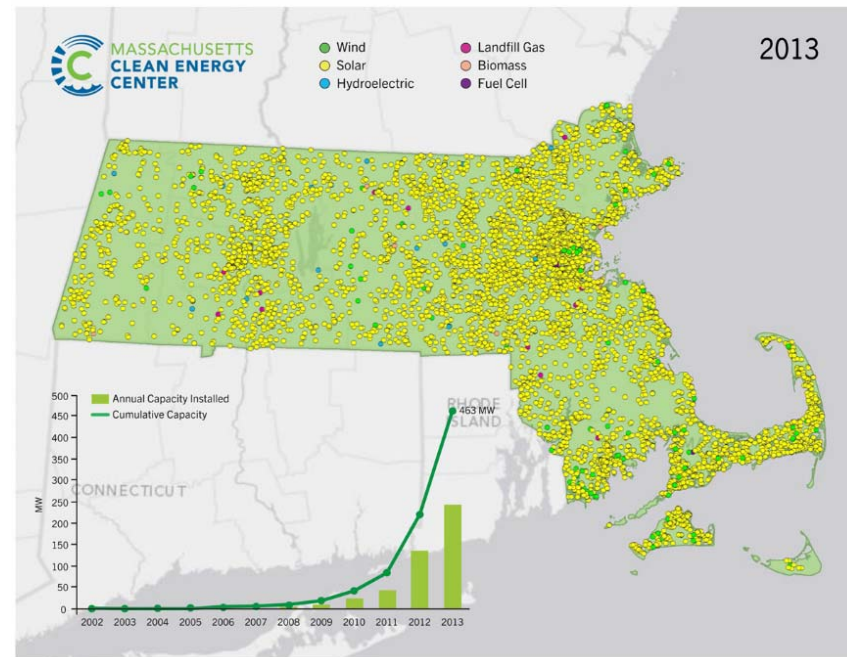 MASSACHUSETTS
CLEAN ENERGY
CENTER
Wind
Solar
Hydroelectric
Landfill Gas
Biomass
Fuel Cell
2013
500
450
400
350
300
250
200
150
100
50
0
MW
Annual Capacity Installed
Cumulative Capacity
463 MW
RHODE
ISLAND
CONNECTICUT
2002 2003 2004 2005 2006 2007 2008 2009 2010 2011 2012 2013